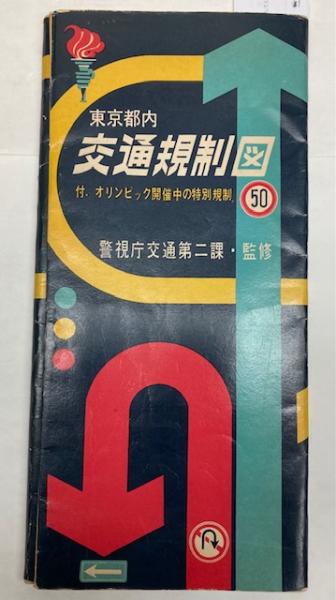 東京都内
交通規制図
付．オリンピック開催中の特別規制
50
警視庁交通第二課・監修